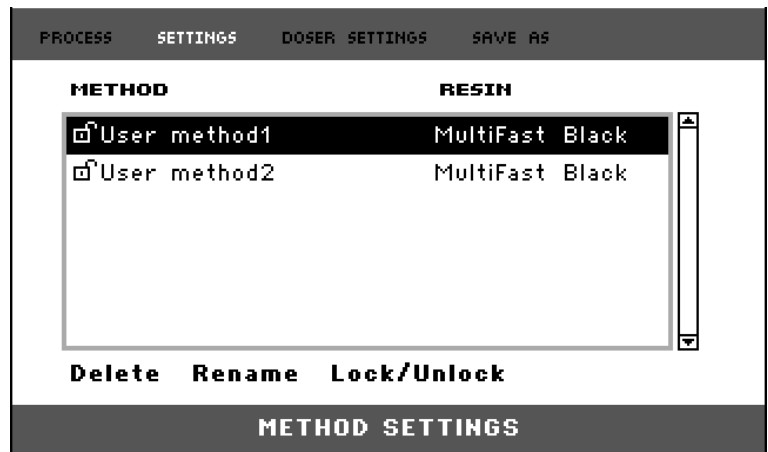 PROCESS SETTINGS DOSER SETTINGS SAVE AS
METHOD RESIN
User method1 MultiFast Black
User method2 MultiFast Black
Delete Rename Lock/Unlock
METHOD SETTINGS